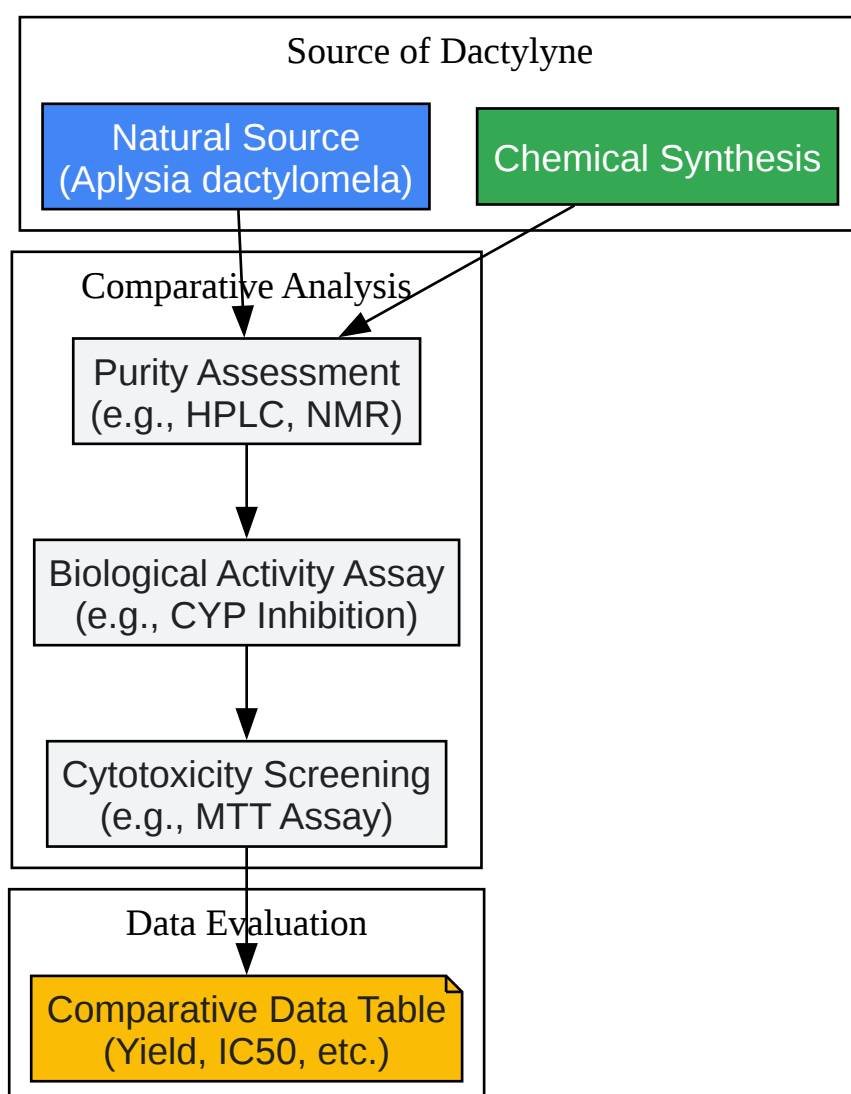 Source of Dactylyne
Natural Source
(Aplysia dactylomela)
Chemical Synthesis
Comparative Analysis
Purity Assessment
(e.g., HPLC, NMR)
Biological Activity Assay
(e.g., CYP Inhibition)
Cytotoxicity Screening
(e.g., MTT Assay)
Data Evaluation
Comparative Data Table
(Yield, IC50, etc.)